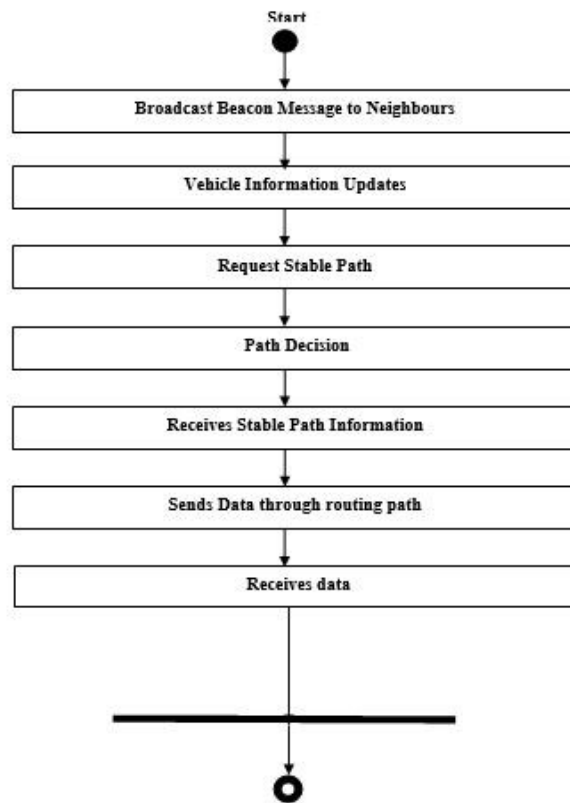 Start
Broadcast Beacon Message to Neighbours
Vehicle Information Updates
Request Stable Path
Path Decision
Receives Stable Path Information
Sends Data through routing path
Receives data